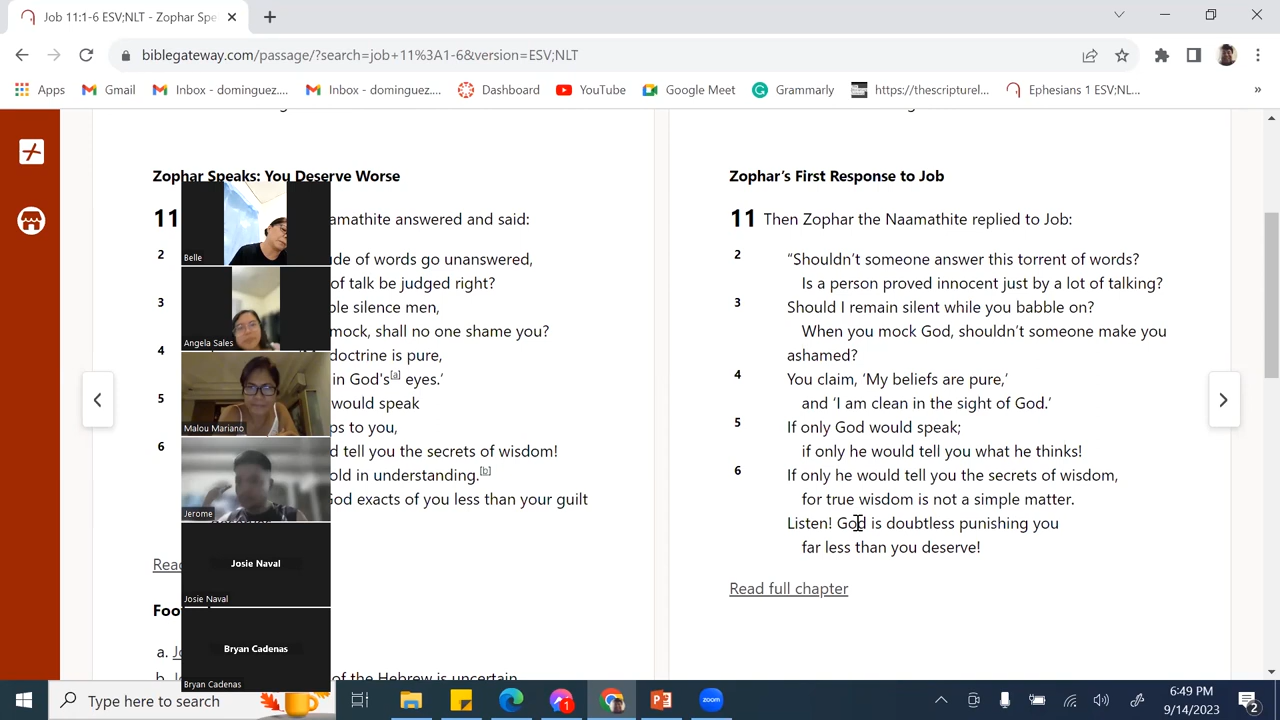 Job 11:1-6 ESV;NLT - Zophar Spe
biblegateway.com/passage/?search=job+11%3A1-6&version=ESV;NLT
Apps
Gmail
Inbox - dominguez....
Inbox - dominguez....
Dashboard
YouTube
Google Meet
Grammarly
https://thescripturel...
Ephesians 1 ESV;NL...
»
Zophar Speaks: You Deserve Worse
11 amathite answered and said:
2 de of words go unanswered,
of talk be judged right?
3 ble silence men,
mock, shall no one shame you?
4 doctrine is pure,
in God's[a] eyes.’
5 would speak
ps to you,
6 d tell you the secrets of wisdom!
old in understanding.[b]
God exacts of you less than your guilt
Read
Foo
a. Jo
b. of the Hebrew is uncertain
Zophar’s First Response to Job
11 Then Zophar the Naamathite replied to Job:
2 “Shouldn’t someone answer this torrent of words?
Is a person proved innocent just by a lot of talking?
3 Should I remain silent while you babble on?
When you mock God, shouldn’t someone make you
ashamed?
4 You claim, ‘My beliefs are pure,’
and ‘I am clean in the sight of God.’
5 If only God would speak;
if only he would tell you what he thinks!
6 If only he would tell you the secrets of wisdom,
for true wisdom is not a simple matter.
Listen! God is doubtless punishing you
far less than you deserve!
Read full chapter
Belle
Angela Sales
Malou Mariano
Jerome
Josie Naval
Josie Naval
Bryan Cadenas
Bryan Cadenas
Type here to search
1
zoom
6:49 PM
9/14/2023
2